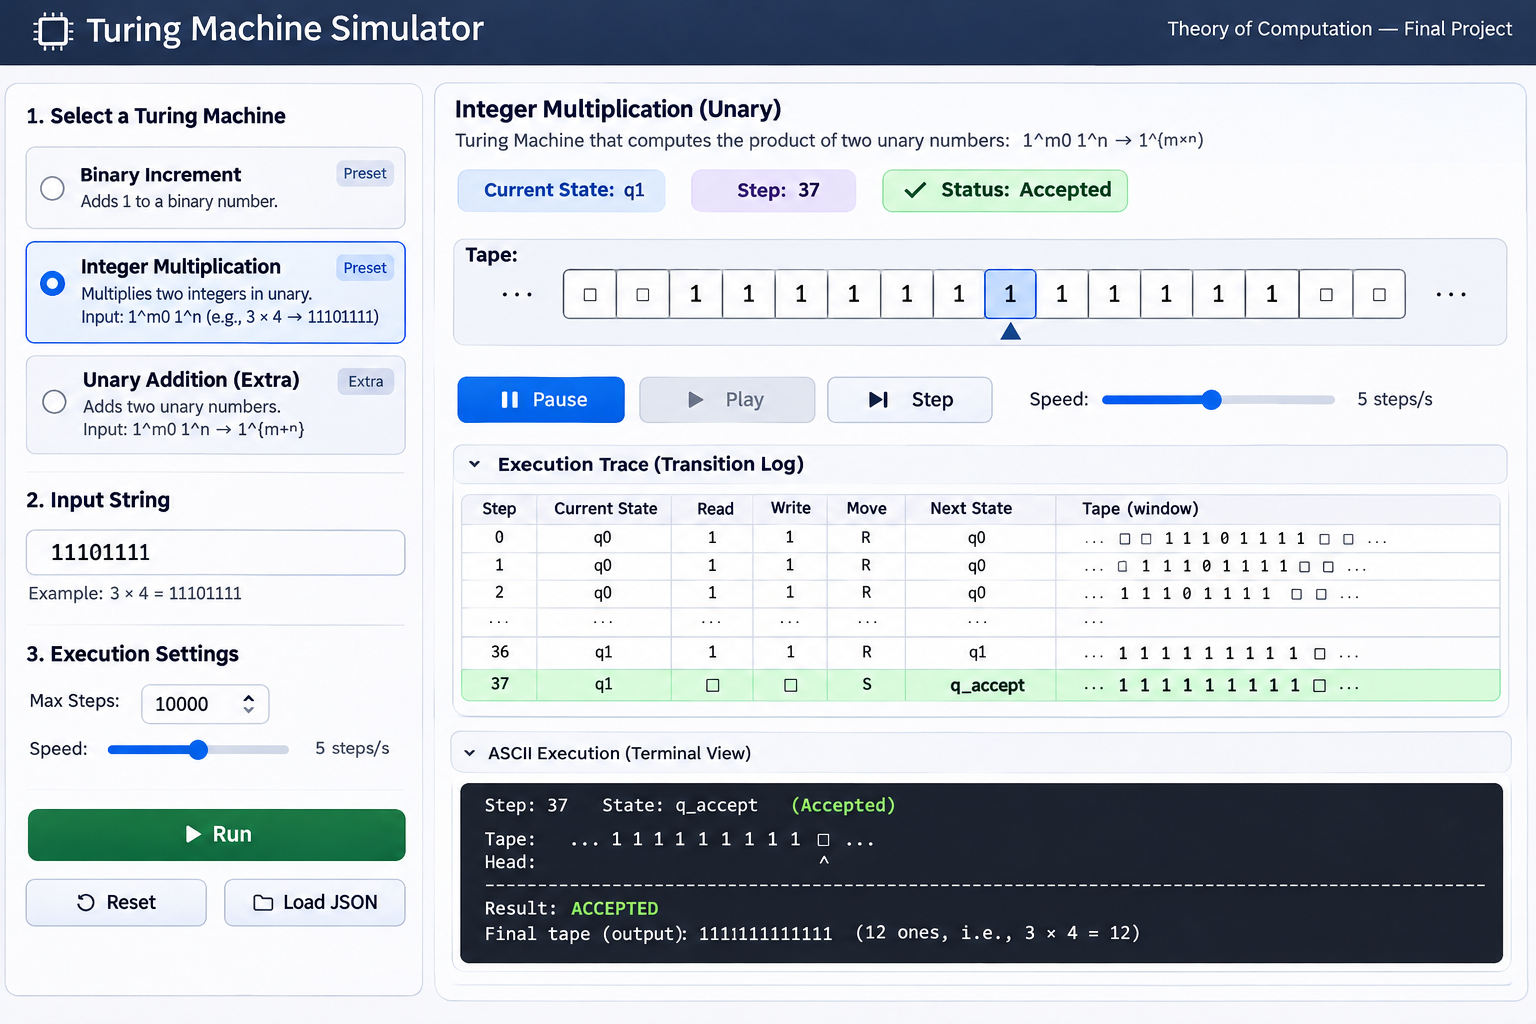 Turing Machine Simulator
Theory of Computation — Final Project
1. Select a Turing Machine
Binary Increment
Preset
Adds 1 to a binary number.
Integer Multiplication
Preset
Multiplies two integers in unary.
Input: 1^m0 1^n (e.g., 3 × 4 → 11101111)
Unary Addition (Extra)
Extra
Adds two unary numbers.
Input: 1^m0 1^n → 1^{m+ⁿ}
2. Input String
11101111
Example: 3 × 4 = 11101111
3. Execution Settings
Max Steps: 10000
Speed: 5 steps/s
Run
Reset
Load JSON
Integer Multiplication (Unary)
Turing Machine that computes the product of two unary numbers: 1^m0 1^n → 1^{m×ⁿ)
Current State: q1
Step: 37
Status: Accepted
Tape:
... □ □ 1 1 1 1 1 1 1 1 1 1 1 1 □ □ ...
Pause
Play
Step
Speed: 5 steps/s
Execution Trace (Transition Log)
Step Current State Read Write Move Next State Tape (window)
0 q0 1 1 R q0 ... □ □ 1 1 1 0 1 1 1 1 □ □ ...
1 q0 1 1 R q0 ... □ 1 1 1 0 1 1 1 1 □ □ ...
2 q0 1 1 R q0 ... 1 1 1 0 1 1 1 1 □ □ ...
... ... ... ... ... ... ...
36 q1 1 1 R q1 ... 1 1 1 1 1 1 1 1 1 □ ...
37 q1 □ □ S q_accept ... 1 1 1 1 1 1 1 1 1 □ ...
ASCII Execution (Terminal View)
Step: 37 State: q_accept (Accepted)
Tape: ... 1 1 1 1 1 1 1 1 1 □ ...
Head: ^
Result: ACCEPTED
Final tape (output): 1111111111111 (12 ones, i.e., 3 × 4 = 12)